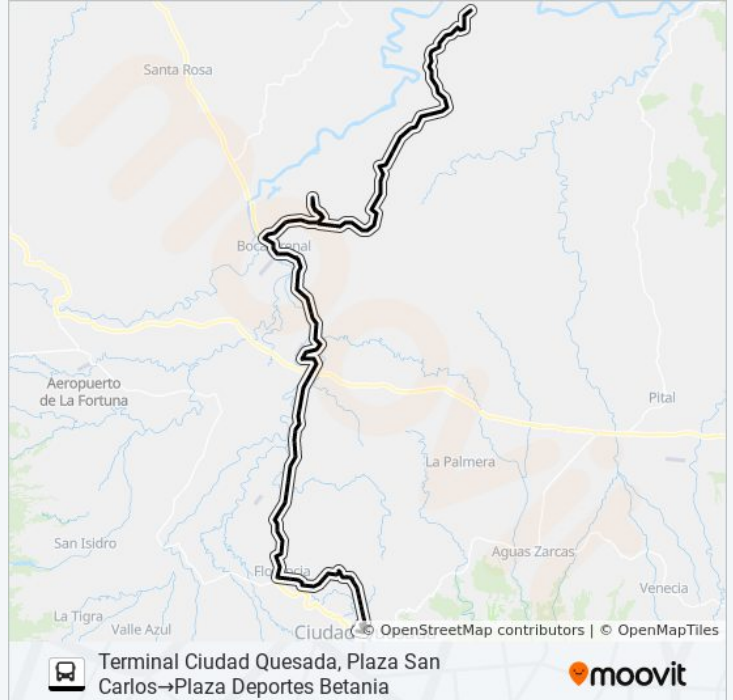 Santa Rosa
Aeropuerto
de La Fortuna
Pital
La Palmera
San Isidro
Aguas Zarcas
Venecia
La Tigra
Valle Azul
Ciudad
© OpenStreetMap contributors | © OpenMapTiles
Terminal Ciudad Quesada, Plaza San
Carlos→Plaza Deportes Betania
moovit